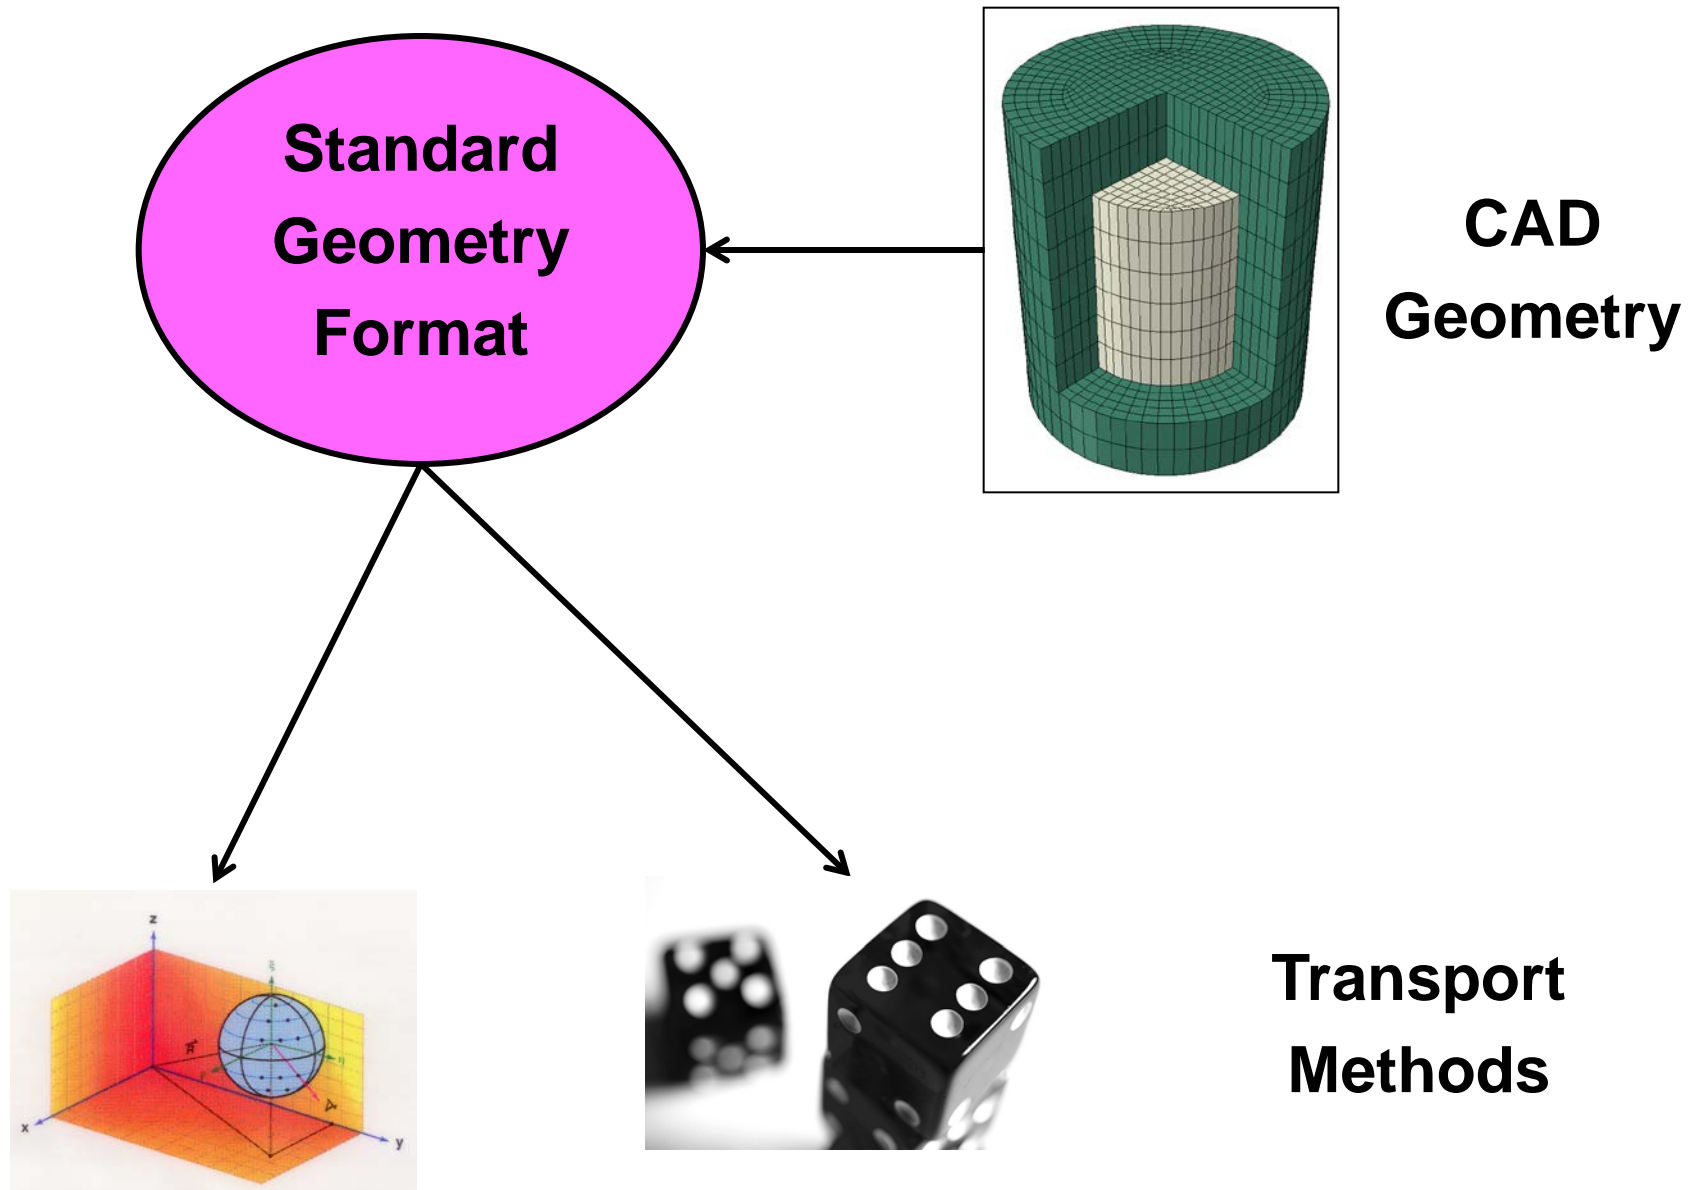 Standard
Geometry
Format
CAD
Geometry
z
x
y
Transport
Methods